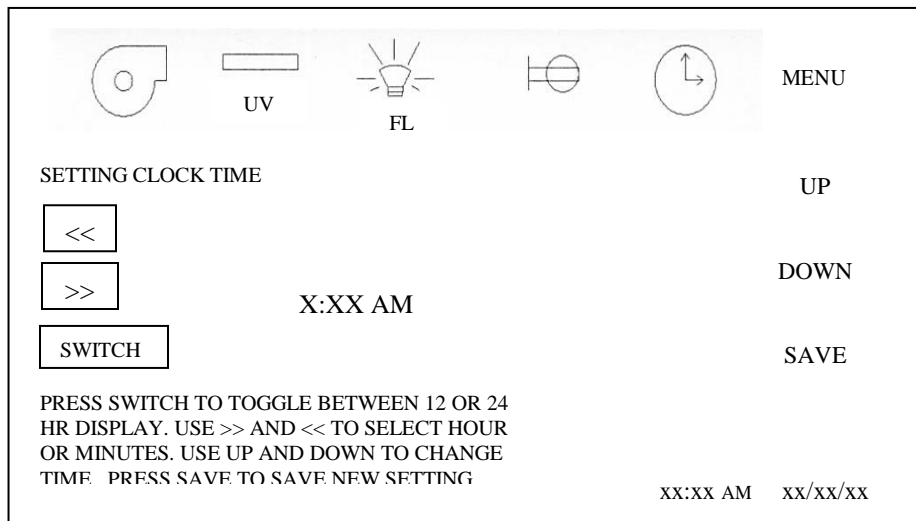 MENU
UV
FL
SETTING CLOCK TIME
UP
<<
DOWN
>>
X:XX AM
SWITCH
SAVE
PRESS SWITCH TO TOGGLE BETWEEN 12 OR 24
HR DISPLAY. USE >> AND << TO SELECT HOUR
OR MINUTES. USE UP AND DOWN TO CHANGE
TIME PRESS SAVE TO SAVE NEW SETTING
xx:xx AM xx/xx/xx